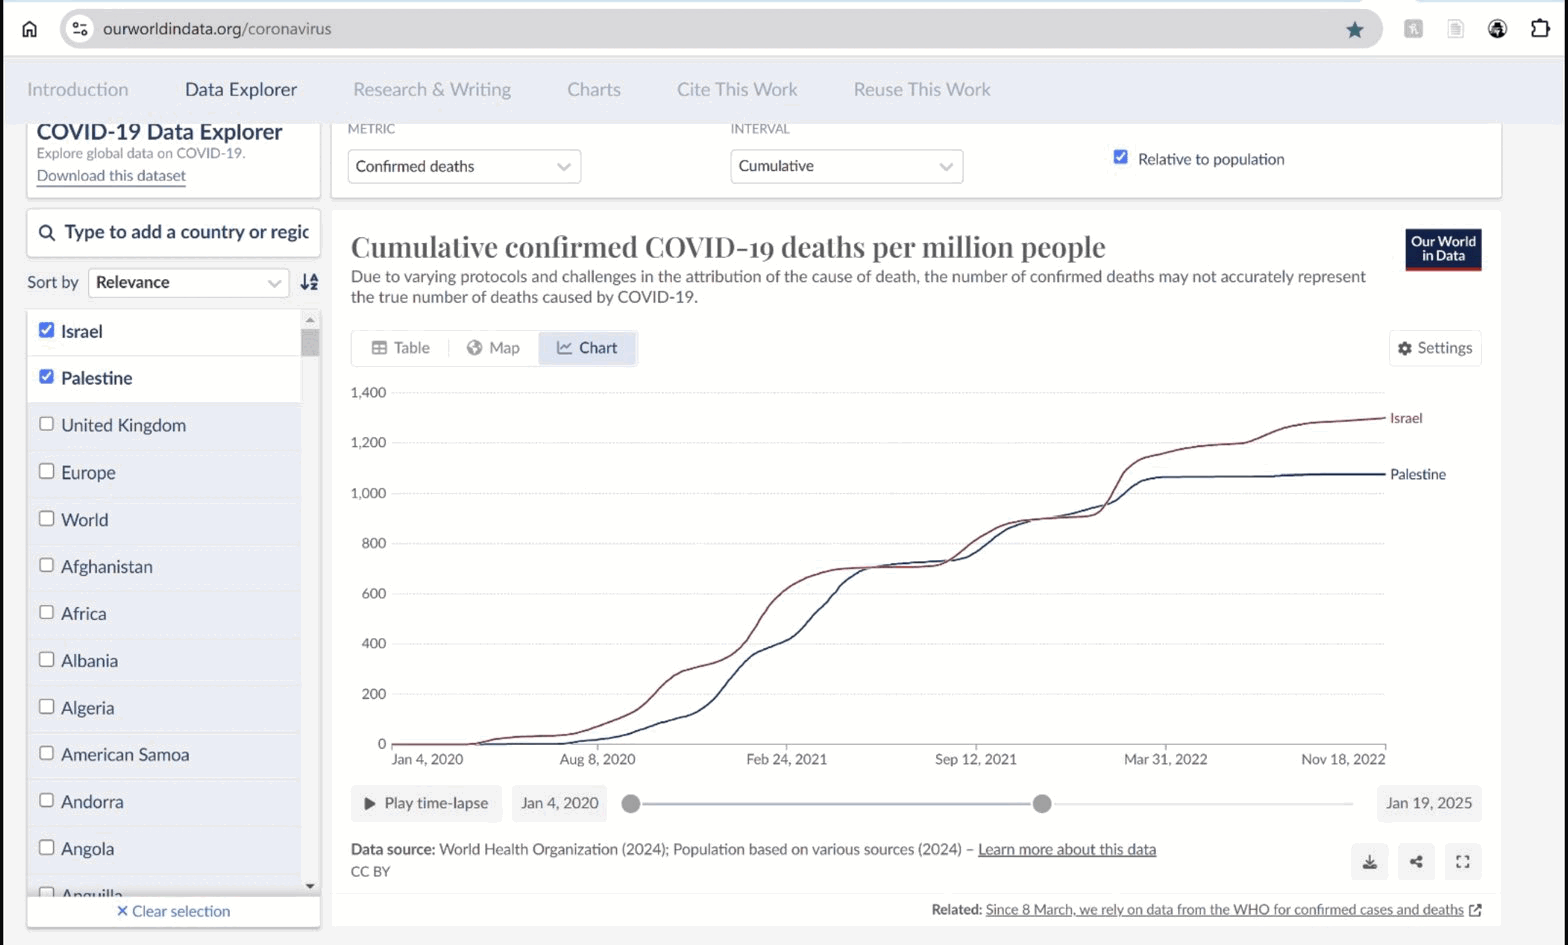 ourworldindata.org/coronavirus
Introduction Data Explorer Research & Writing Charts Cite This Work Reuse This Work
COVID-19 Data Explorer
Explore global data on COVID-19.
Download this dataset
METRIC
Confirmed deaths
INTERVAL
Cumulative
Relative to population
Type to add a country or regic
Sort by Relevance
Israel
Palestine
United Kingdom
Europe
World
Afghanistan
Africa
Albania
Algeria
American Samoa
Andorra
Angola
Anguilla
Clear selection
Cumulative confirmed COVID-19 deaths per million people
Due to varying protocols and challenges in the attribution of the cause of death, the number of confirmed deaths may not accurately represent
the true number of deaths caused by COVID-19.
Our World
in Data
Table Map Chart
Settings
1,400
1,200
1,000
800
600
400
200
0
Israel
Palestine
Jan 4, 2020 Aug 8, 2020 Feb 24, 2021 Sep 12, 2021 Mar 31, 2022 Nov 18, 2022
Play time-lapse Jan 4, 2020 Jan 19, 2025
Data source: World Health Organization (2024); Population based on various sources (2024) – Learn more about this data
CC BY
Related: Since 8 March, we rely on data from the WHO for confirmed cases and deaths